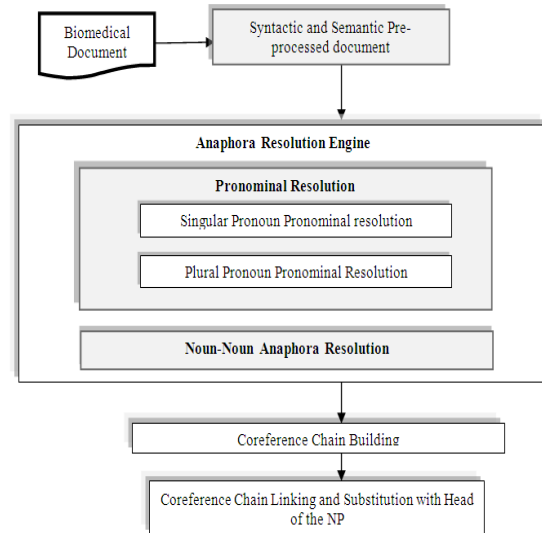 Biomedical
Document
Syntactic and Semantic Pre-
processed document
Anaphora Resolution Engine
Pronominal Resolution
Singular Pronoun Pronominal resolution
Plural Pronoun Pronominal Resolution
Noun-Noun Anaphora Resolution
Coreference Chain Building
Coreference Chain Linking and Substitution with Head
of the NP